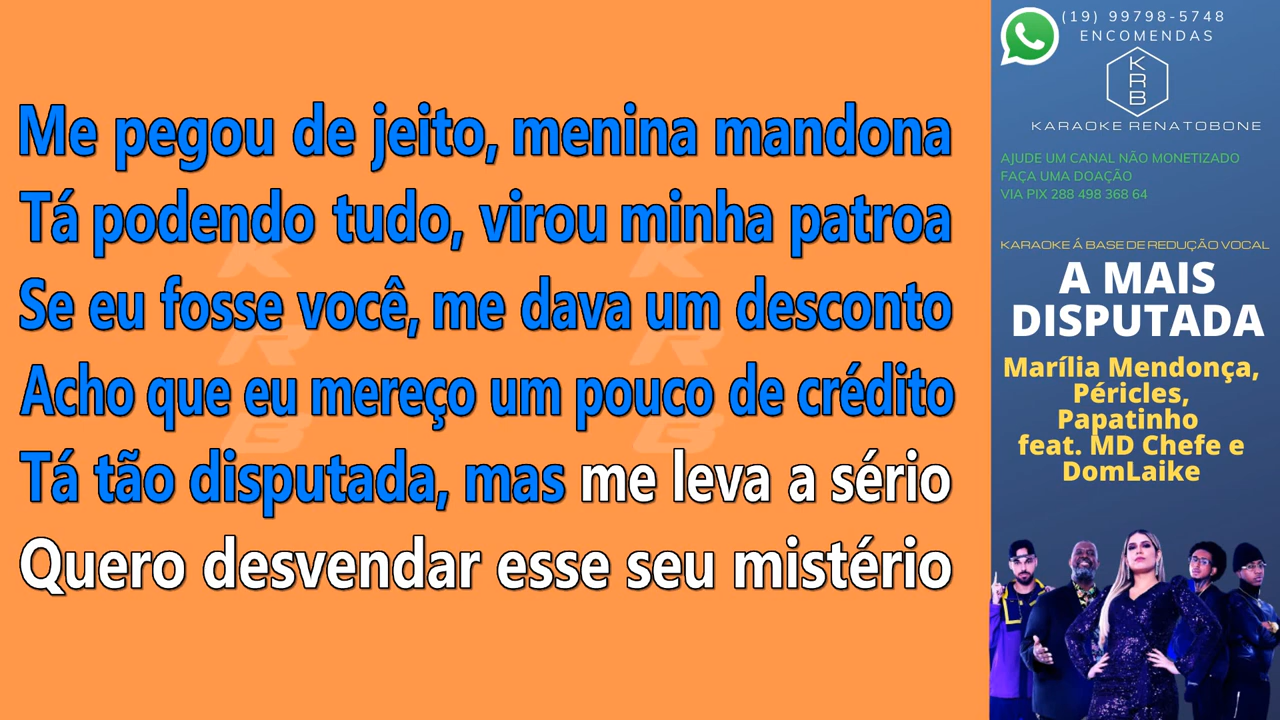 Me pegou de jeito, menina mandona
Tá podendo tudo, virou minha patroa
Se eu fosse você, me dava um desconto
Acho que eu mereço um pouco de crédito
Tá tão disputada, mas me leva a sério
Quero desvendar esse seu mistério
K
R
B
K
R
B
(19) 99798-5748
ENCOMENDAS
K
R
B
KARAOKE RENATOBONE
AJUDE UM CANAL NÃO MONETIZADO
FAÇA UMA DOAÇÃO
VIA PIX 288 498 368 64
KARAOKE Á BASE DE REDUÇÃO VOCAL
A MAIS
DISPUTADA
Marília Mendonça,
Péricles,
Papatinho
feat. MD Chefe e
DomLaike